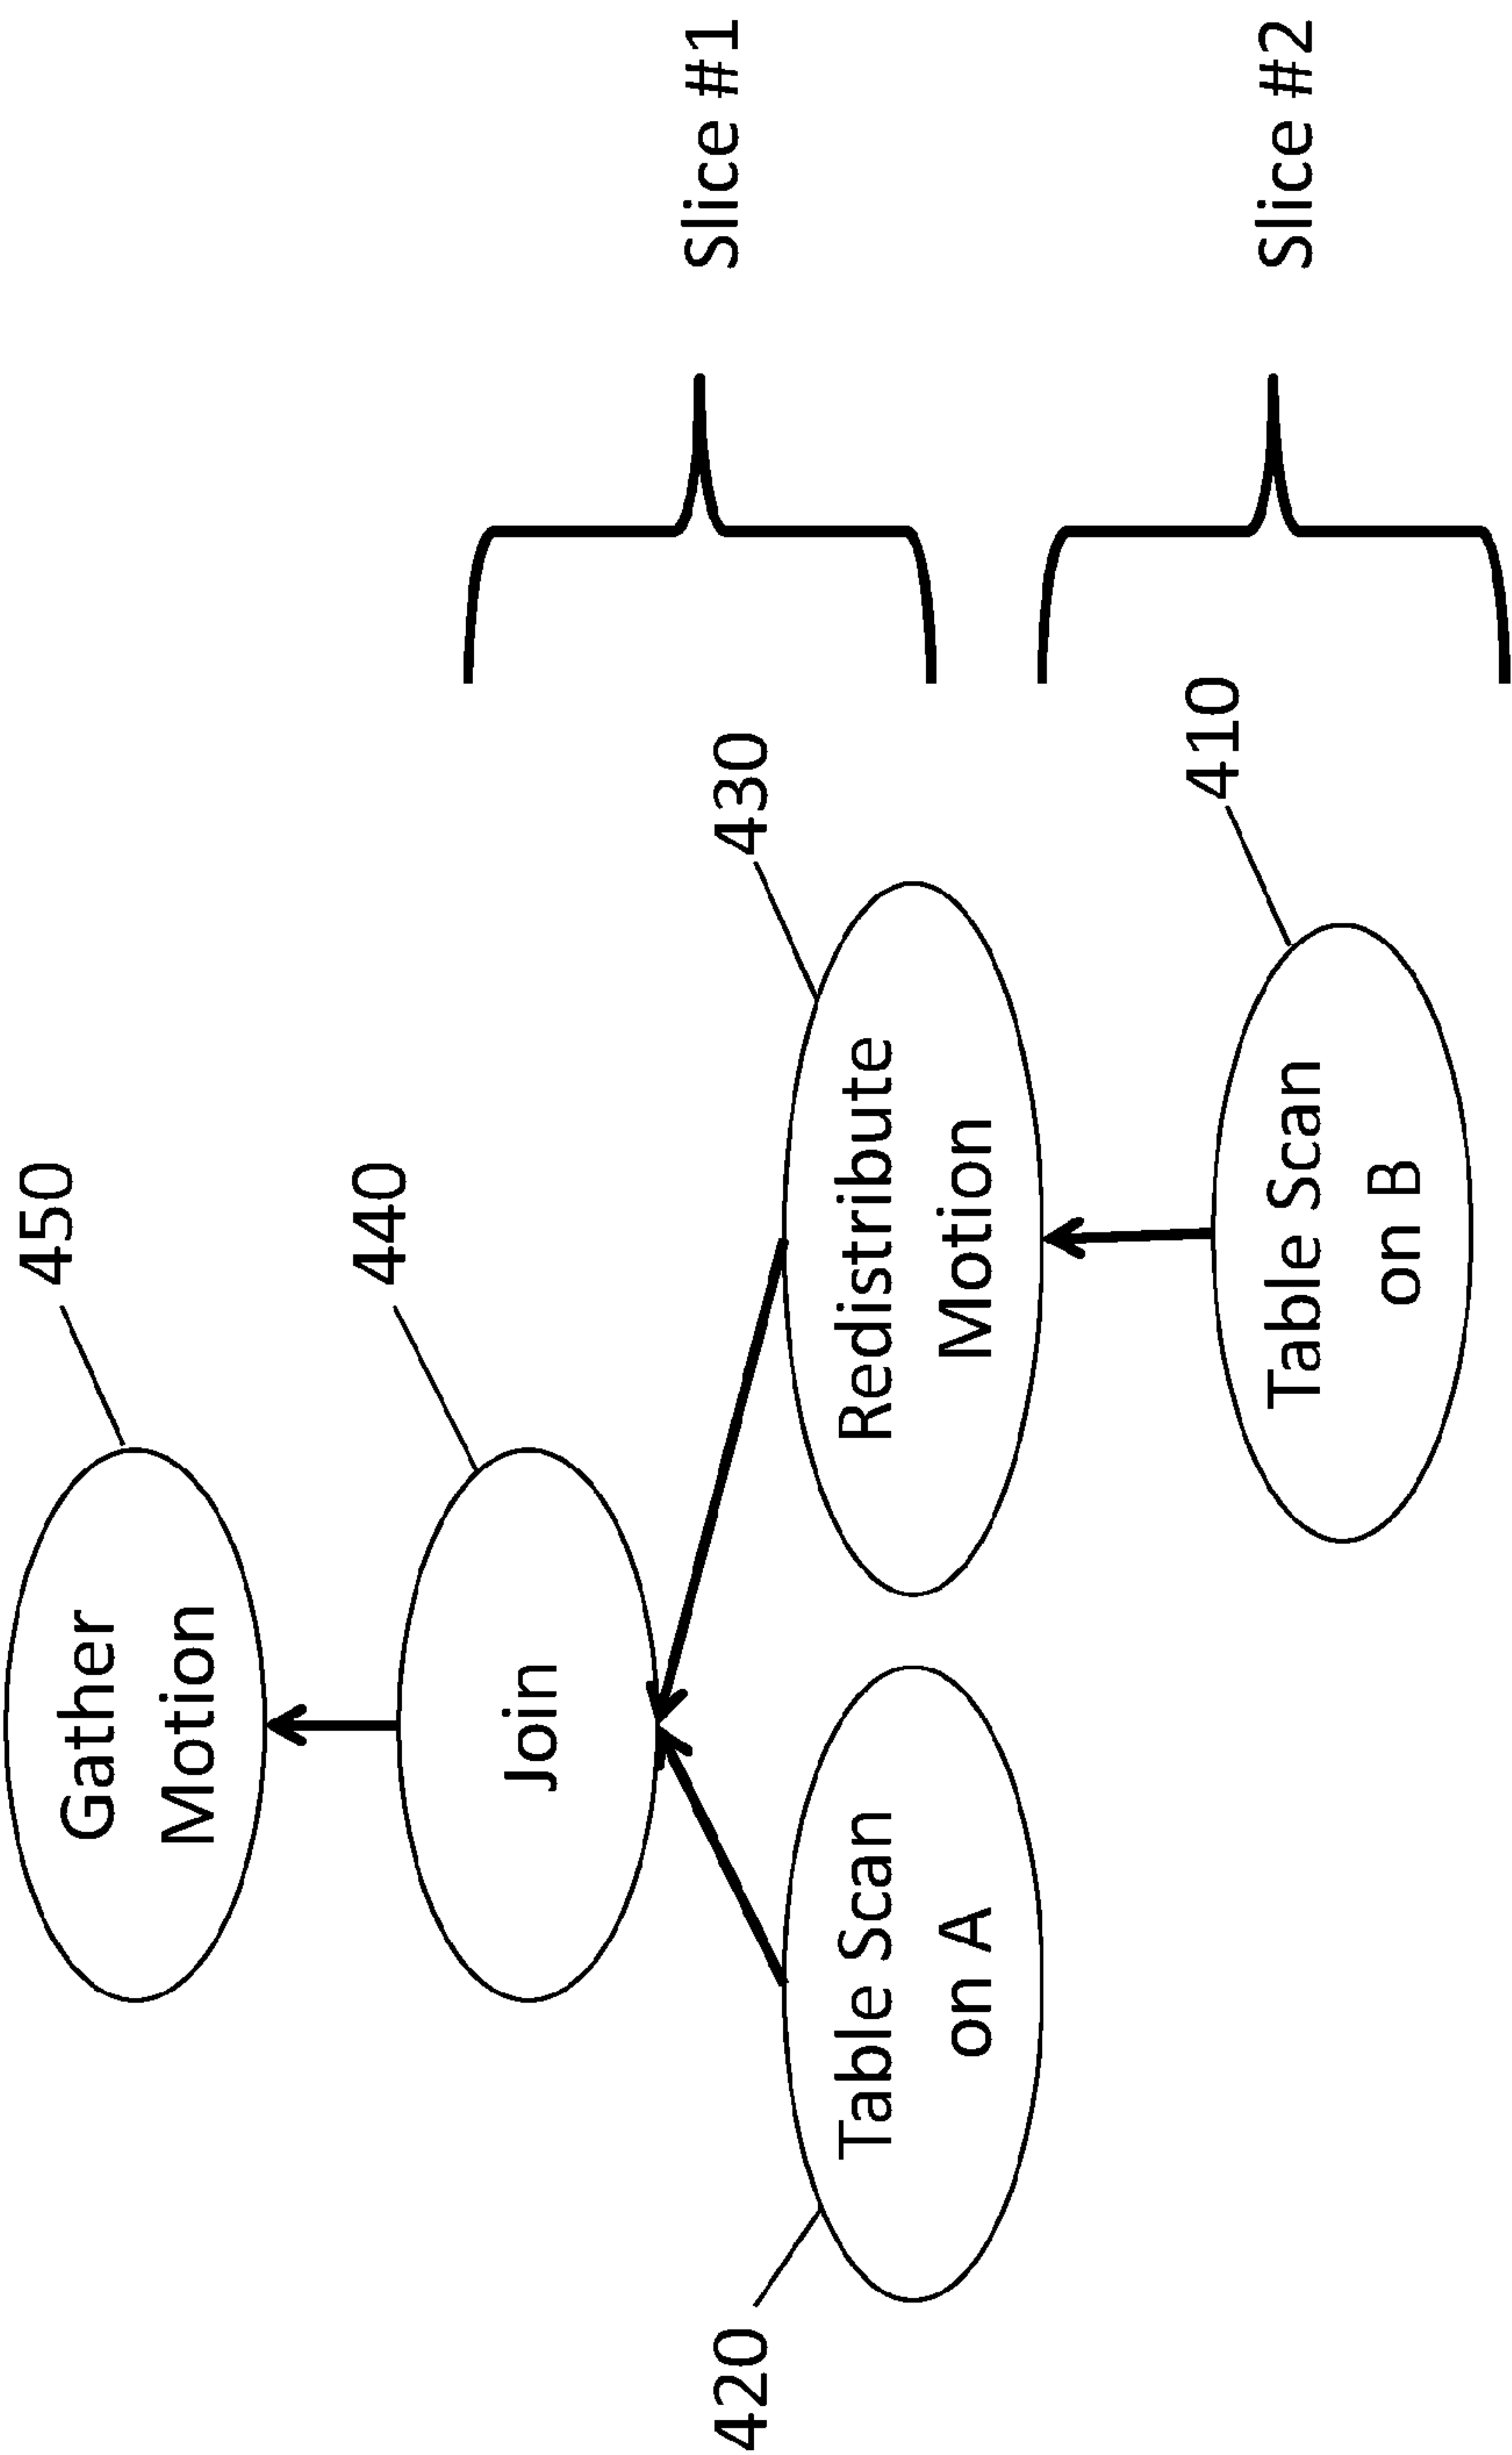 450
Gather
Motion
440
Join
Slice #1
420
430
Table Scan
on A
Redistribute
Motion
Slice #2
410
Table Scan
on B